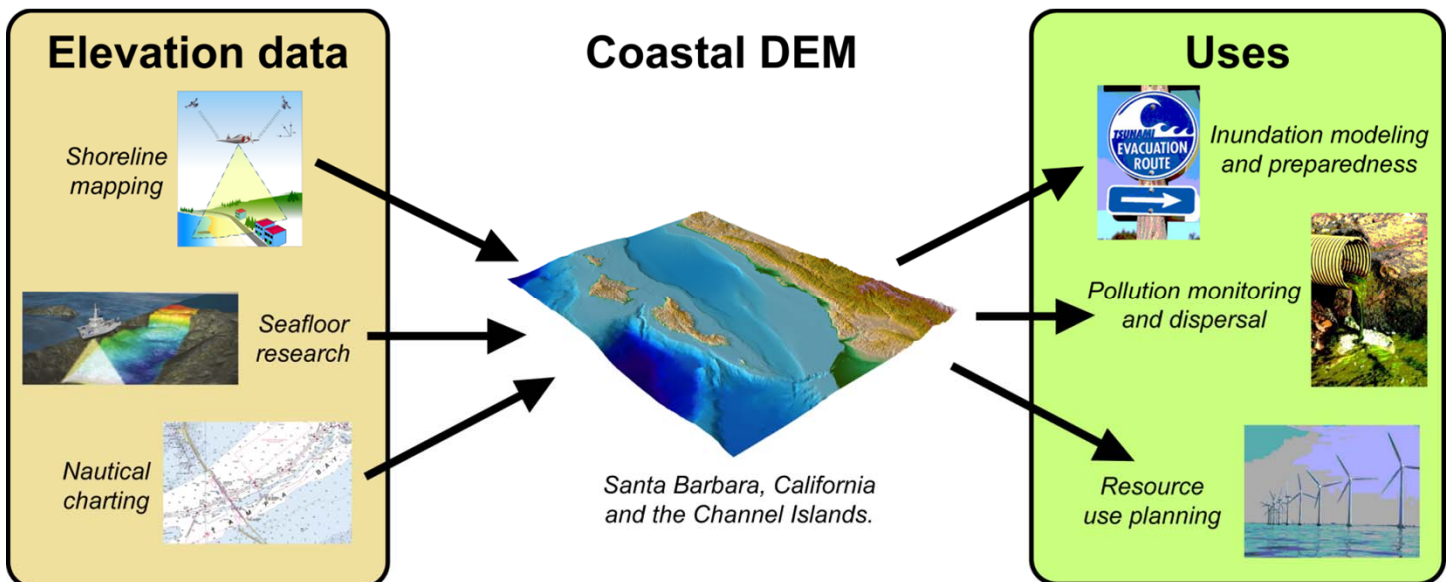 Elevation data
Shoreline
mapping
Seafloor
research
Nautical
charting
Coastal DEM
Santa Barbara, California
and the Channel Islands.
Uses
TSUNAMI
EVACUATION
ROUTE
Inundation modeling
and preparedness
Pollution monitoring
and dispersal
Resource
use planning